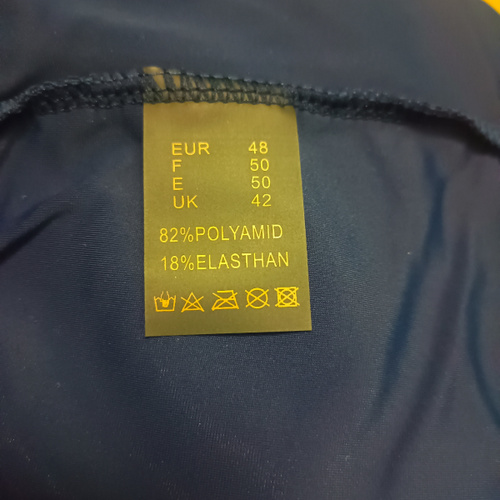 EUR 48
F 50
E 50
UK 42
82%POLYAMID
18%ELASTHAN